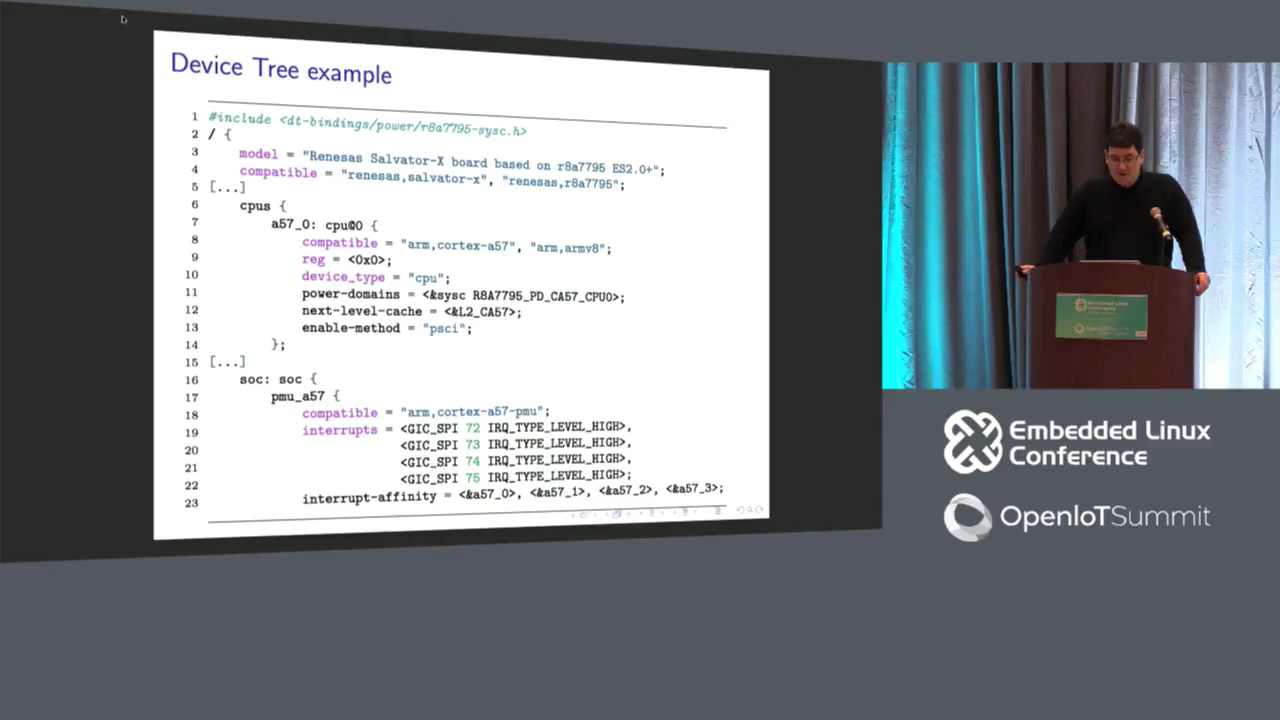 Device Tree example
1 #include <dt-bindings/power/r8a7795-sysc.h>
2 / {
3 model = "Renesas Salvator-X board based on r8a7795 ES2.0+";
4 compatible = "renesas,salvator-x", "renesas,r8a7795";
5 [...]
6 cpus {
7 a57_0: cpu@0 {
8 compatible = "arm,cortex-a57", "arm,armv8";
9 reg = <0x0>;
10 device_type = "cpu";
11 power-domains = <&sysc R8A7795_PD_CA57_CPU0>;
12 next-level-cache = <&L2_CA57>;
13 enable-method = "psci";
14 };
15 [...]
16 soc: soc {
17 pmu_a57 {
18 compatible = "arm,cortex-a57-pmu";
19 interrupts = <GIC_SPI 72 IRQ_TYPE_LEVEL_HIGH>,
20 <GIC_SPI 73 IRQ_TYPE_LEVEL_HIGH>,
21 <GIC_SPI 74 IRQ_TYPE_LEVEL_HIGH>,
22 <GIC_SPI 75 IRQ_TYPE_LEVEL_HIGH>;
23 interrupt-affinity = <&a57_0>, <&a57_1>, <&a57_2>, <&a57_3>;
Embedded Linux
Conference
Embedded Linux
Conference
OpenIoTSummit